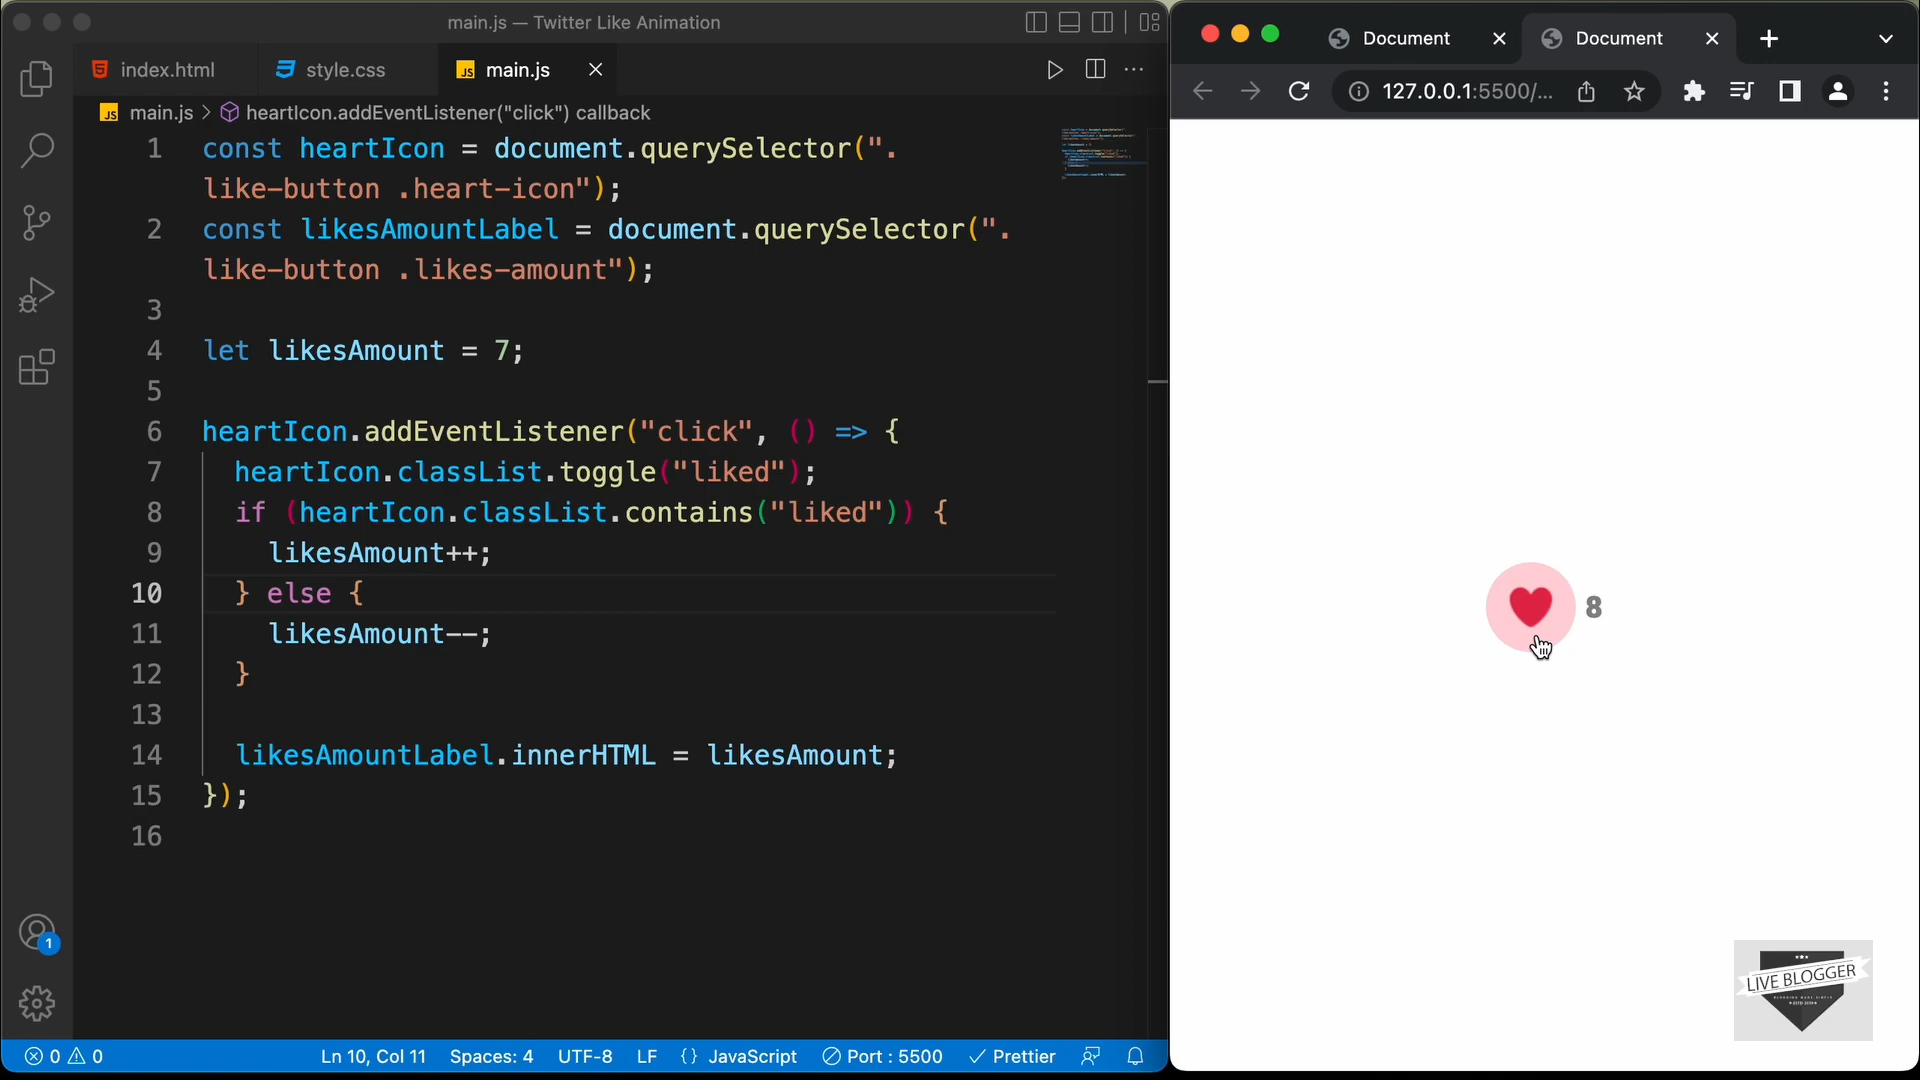 main.js — Twitter Like Animation
index.html
style.css
JS main.js
JS main.js > heartIcon.addEventListener("click") callback
1 const heartIcon = document.querySelector(".
like-button .heart-icon");
2 const likesAmountLabel = document.querySelector(".
like-button .likes-amount");
3
4 let likesAmount = 7;
5
6 heartIcon.addEventListener("click", () => {
7 heartIcon.classList.toggle("liked");
8 if (heartIcon.classList.contains("liked")) {
9 likesAmount++;
10 } else {
11 likesAmount--;
12 }
13
14 likesAmountLabel.innerHTML = likesAmount;
15 });
16
1
0 0
Ln 10, Col 11 Spaces: 4 UTF-8 LF {} JavaScript Port : 5500 Prettier
Document
Document
127.0.0.1:5500/...
8
LIVE BLOGGER